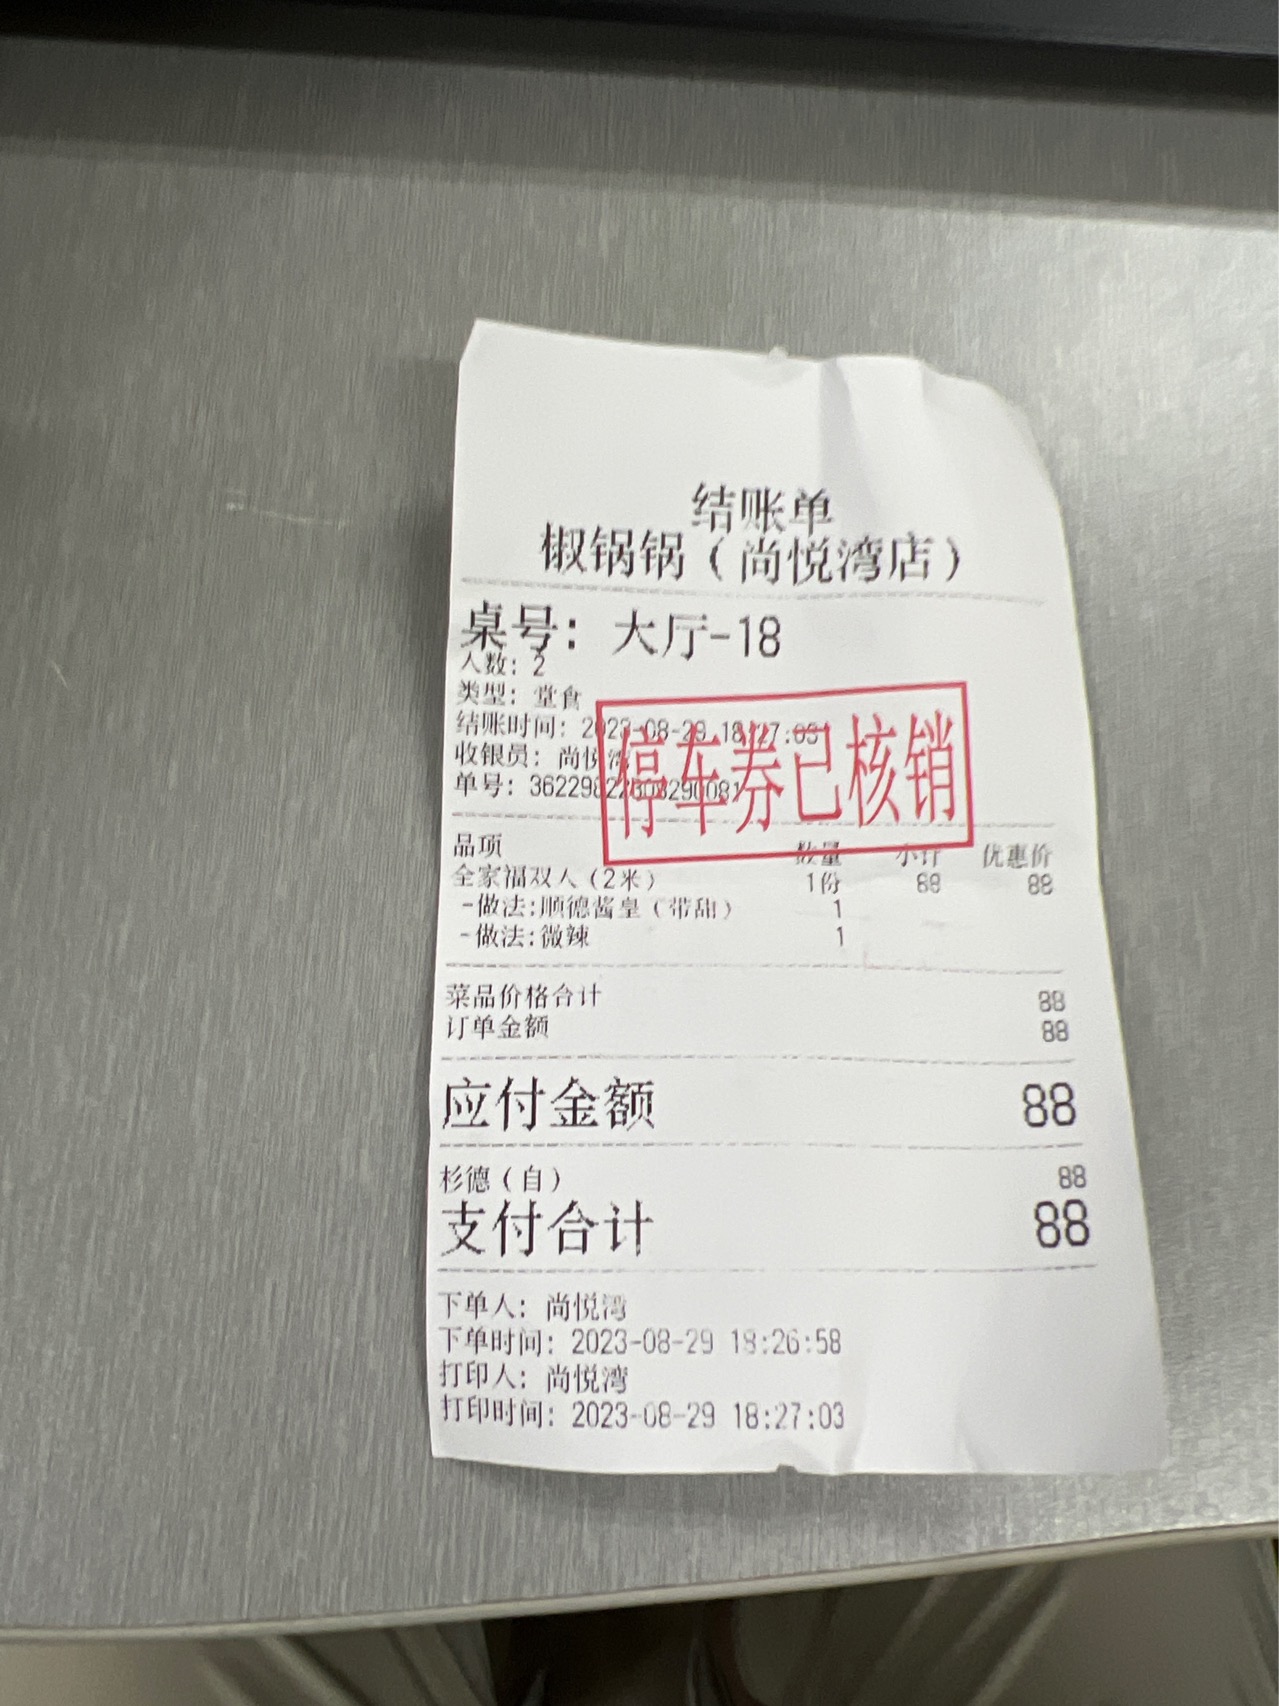 结账单
椒锅锅（尚悦湾店）
桌号：大厅-18
人数：2
类型：堂食
结账时间：2023-08-29 18:27:03
收银员：尚悦湾
停车券已核销
单号：
品项 数量 小计 优惠价
全家福双人（2米） 1份 88 88
-做法:顺德酱皇（带甜） 1
-做法:微辣 1
菜品价格合计 88
订单金额 88
应付金额 88
杉德（自） 88
支付合计 88
下单人：尚悦湾
下单时间：2023-08-29 18:26:58
打印人：尚悦湾
打印时间：2023-08-29 18:27:03